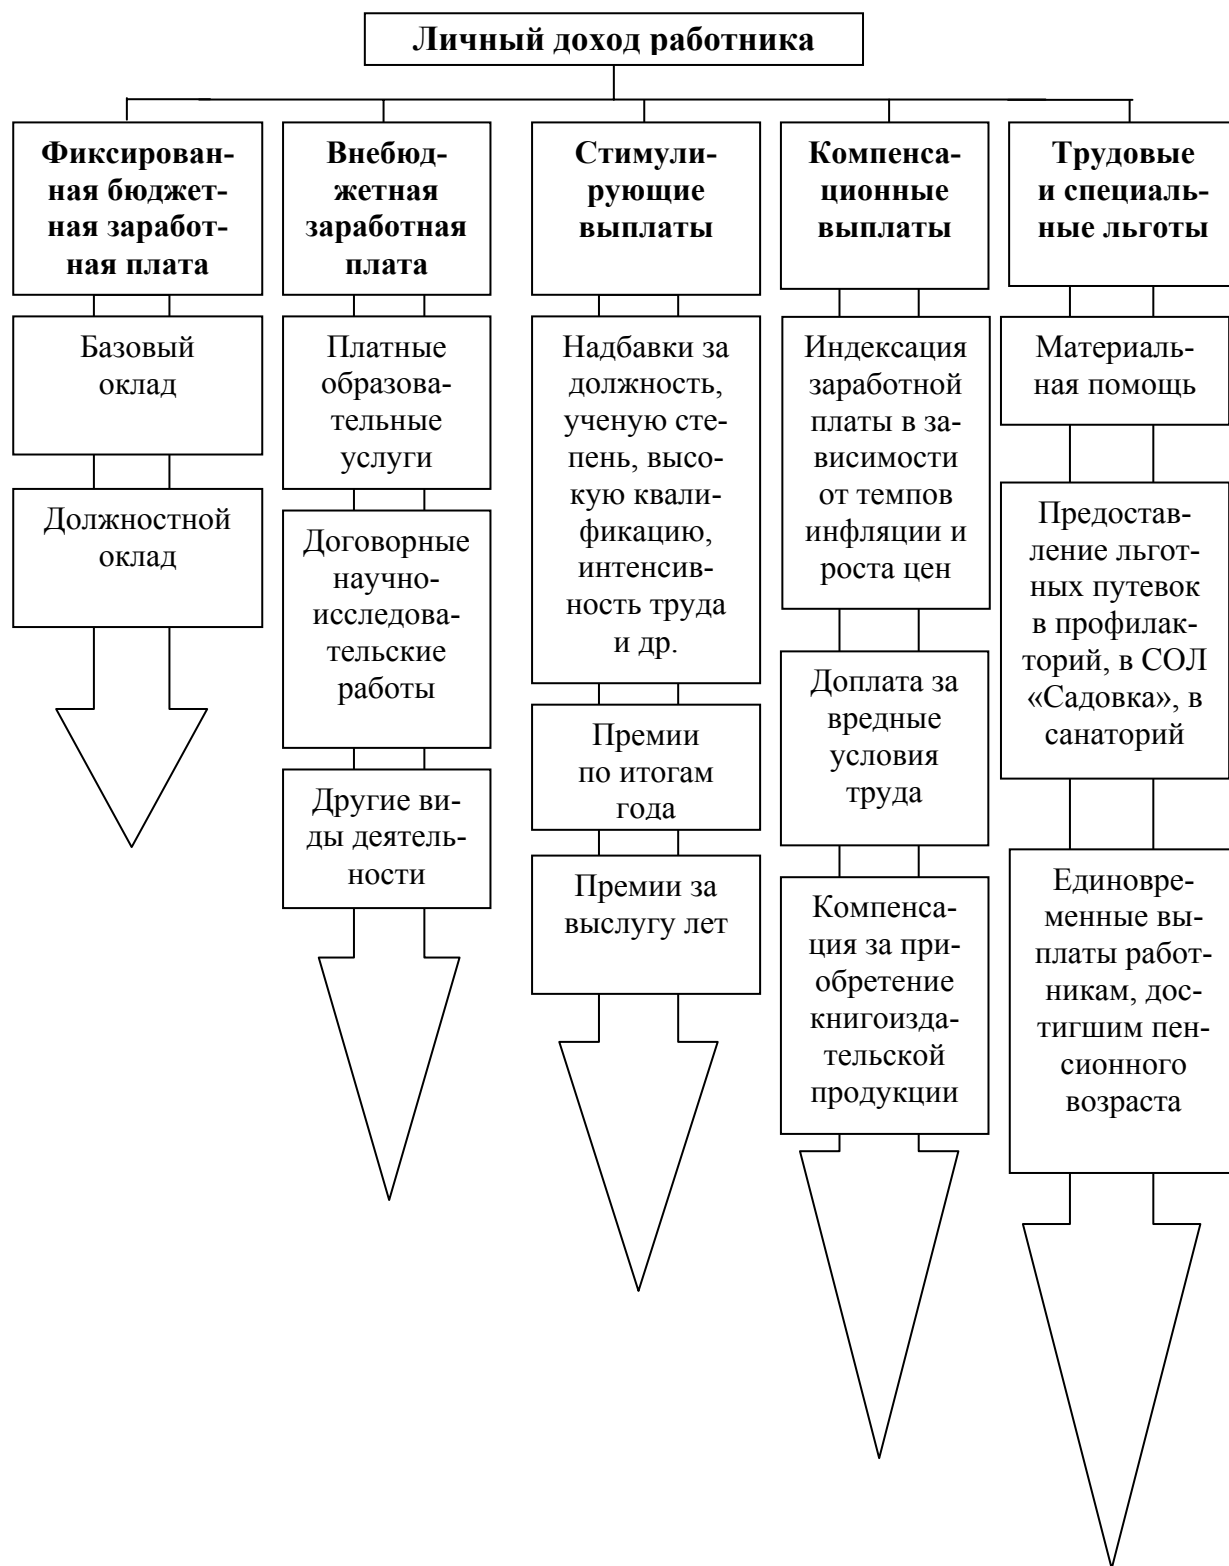 Личный доход работника
Фиксирован-
ная бюджет-
ная заработ-
ная плата
Базовый
оклад
Должностной
оклад
Внебюд-
жетная
заработная
плата
Платные
образова-
тельные
услуги
Договорные
научно-
исследова-
тельские
работы
Другие ви-
ды деятель-
ности
Стимули-
рующие
выплаты
Надбавки за
должность,
ученую сте-
пень, высо-
кую квали-
фикацию,
интенсив-
ность труда
и др.
Премии
по итогам
года
Премии за
выслугу лет
Компенса-
ционные
выплаты
Индексация
заработной
платы в за-
висимости
от темпов
инфляции и
роста цен
Доплата за
вредные
условия
труда
Компенса-
ция за при-
обретение
книгоизда-
тельской
продукции
Трудовые
и специаль-
ные льготы
Материаль-
ная помощь
Предостав-
ление льгот-
ных путевок
в профилак-
торий, в СОЛ
«Садовка», в
санаторий
Единовре-
менные вы-
платы работ-
никам, дос-
тигшим пен-
сионного
возраста